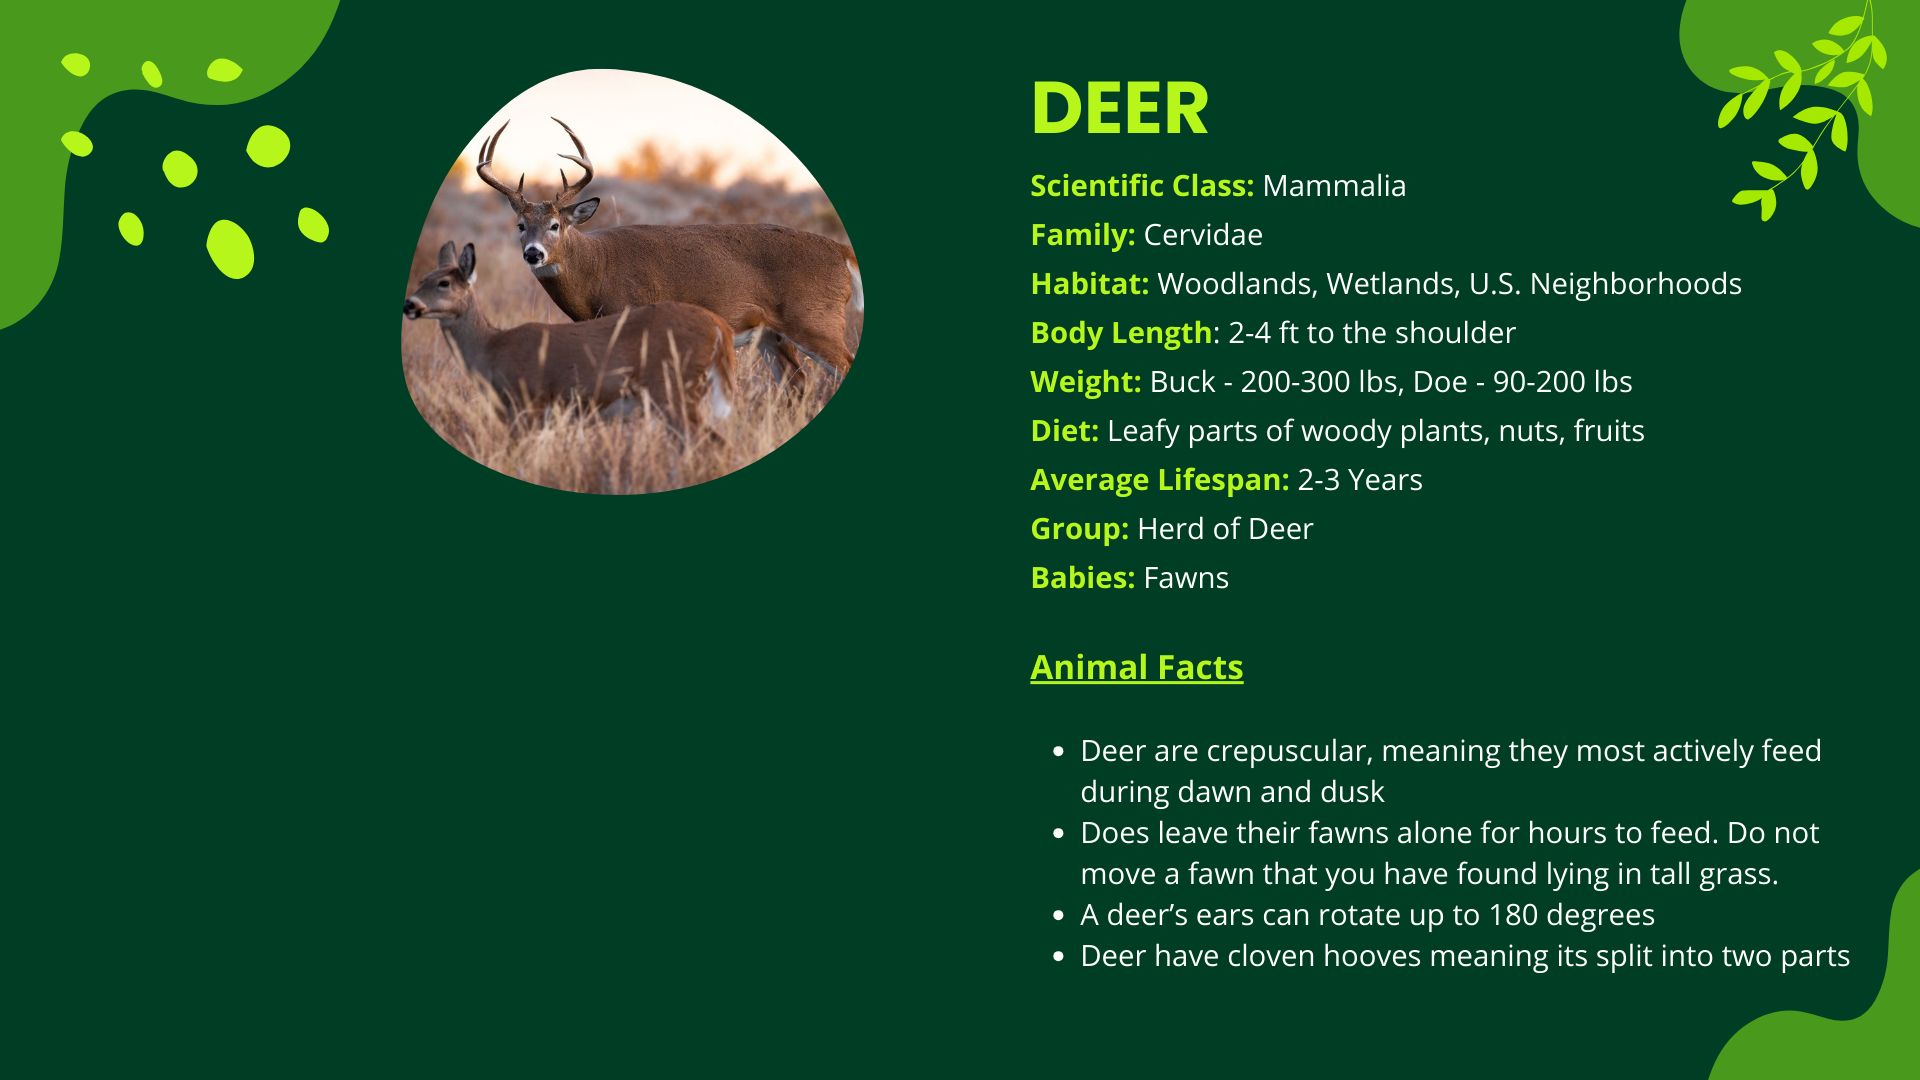 DEER
Scientific Class: Mammalia
Family: Cervidae
Habitat: Woodlands, Wetlands, U.S. Neighborhoods
Body Length: 2-4 ft to the shoulder
Weight: Buck - 200-300 lbs, Doe - 90-200 lbs
Diet: Leafy parts of woody plants, nuts, fruits
Average Lifespan: 2-3 Years
Group: Herd of Deer
Babies: Fawns
Animal Facts
• Deer are crepuscular, meaning they most actively feed
during dawn and dusk
• Does leave their fawns alone for hours to feed. Do not
move a fawn that you have found lying in tall grass.
• A deer’s ears can rotate up to 180 degrees
• Deer have cloven hooves meaning its split into two parts